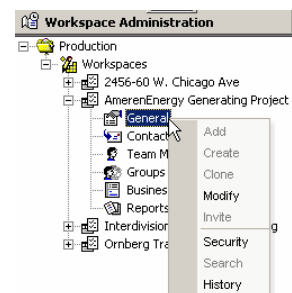 Workspace Administration
Production
Workspaces
2456-60 W. Chicago Ave
AmerenEnergy Generating Project
General
Contact
Team M
Groups
Busines
Reports
Interdivision g
Ornberg Tra
Add
Create
Clone
Modify
Invite
Security
Search
History